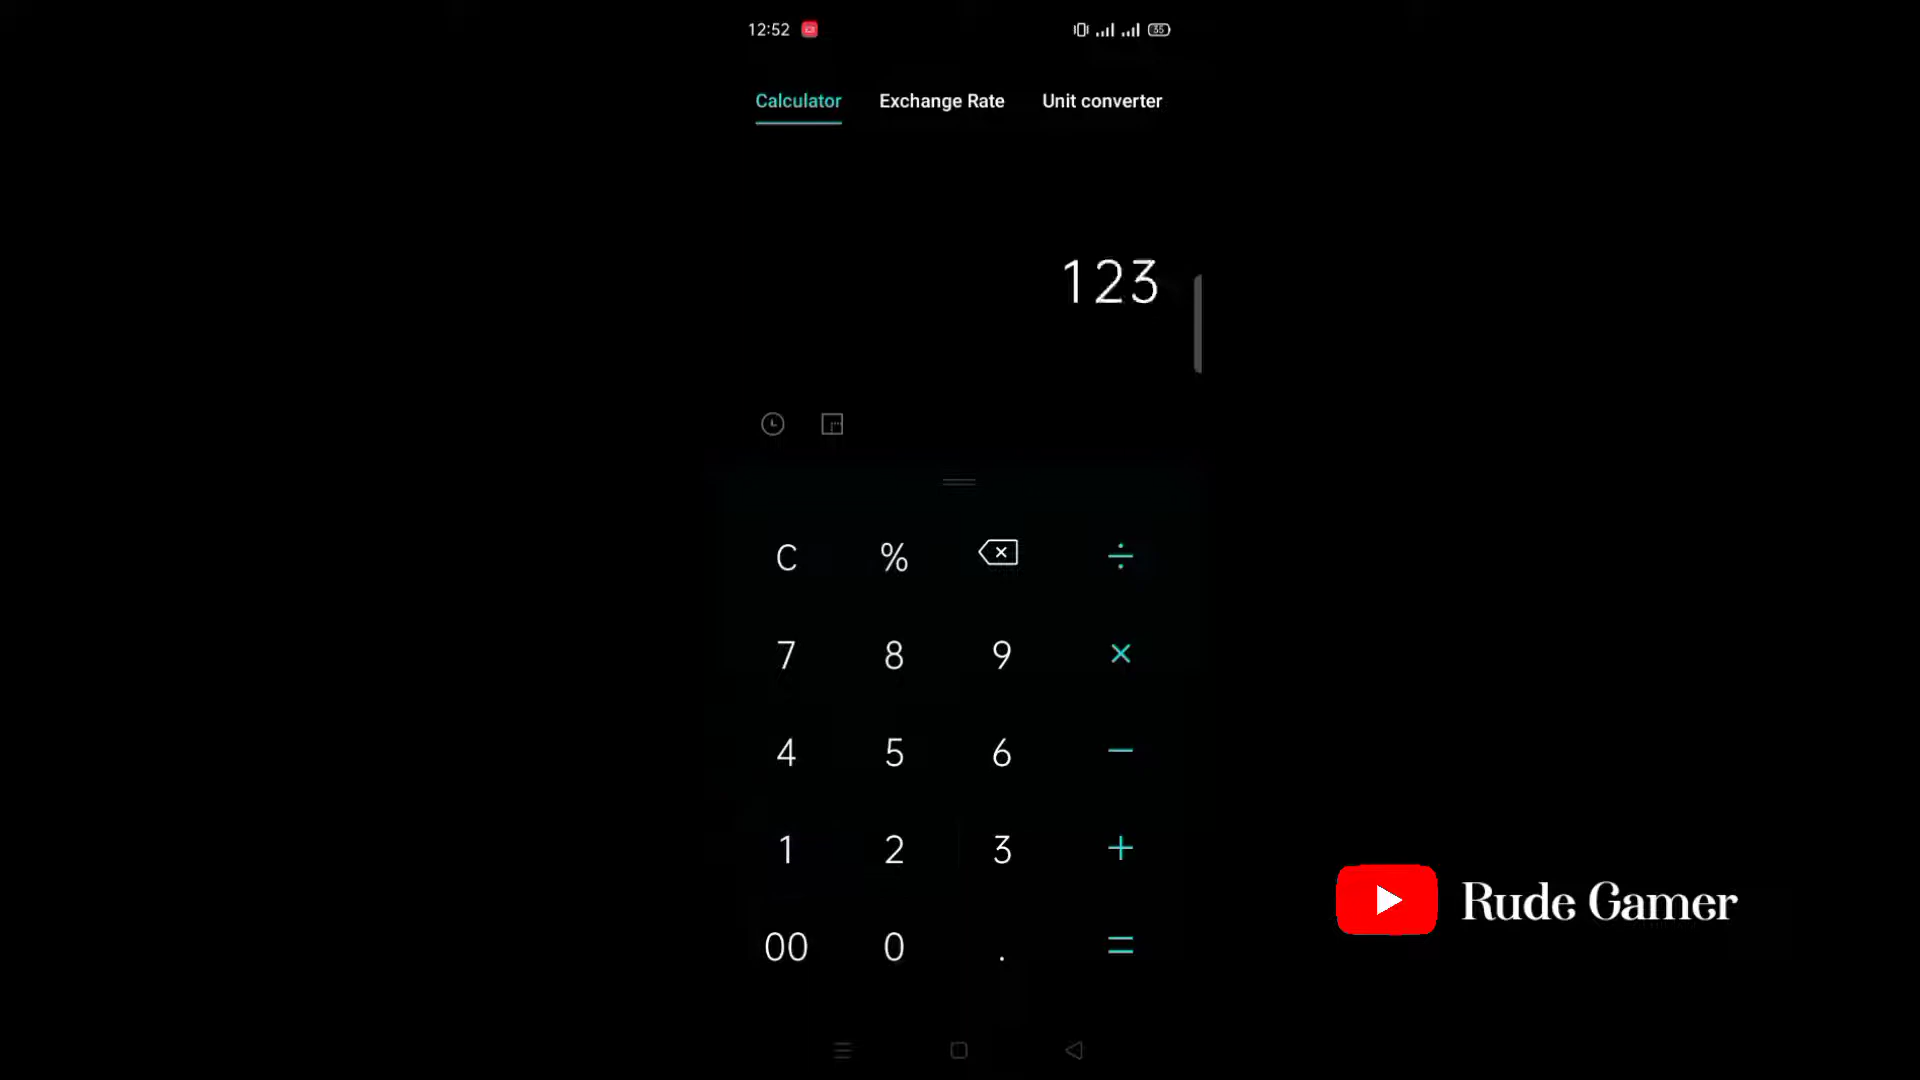 12:52 35
Calculator Exchange Rate Unit converter
123
C % ÷
7 8 9 ×
4 5 6 −
1 2 3 +
00 0 . =
Rude Gamer